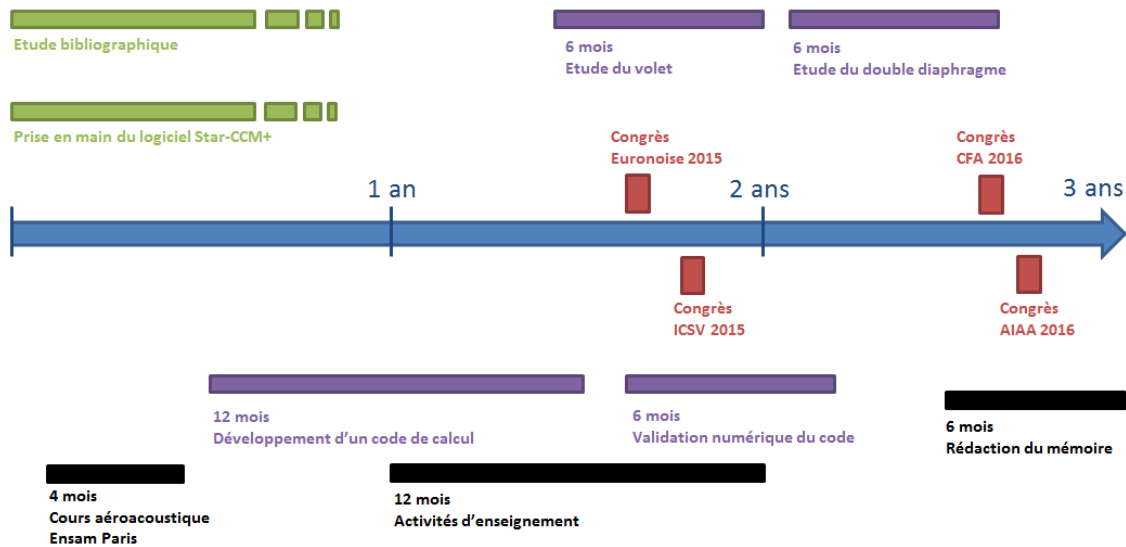 Etude bibliographique
6 mois
Etude du volet
6 mois
Etude du double diaphragme
Prise en main du logiciel Star-CCM+
Congrès
Euronoise 2015
Congrès
CFA 2016
1 an
2 ans
3 ans
Congrès
ICSV 2015
Congrès
AIAA 2016
12 mois
Développement d’un code de calcul
6 mois
Validation numérique du code
6 mois
Rédaction du mémoire
4 mois
Cours aéroacoustique
Ensam Paris
12 mois
Activités d’enseignement